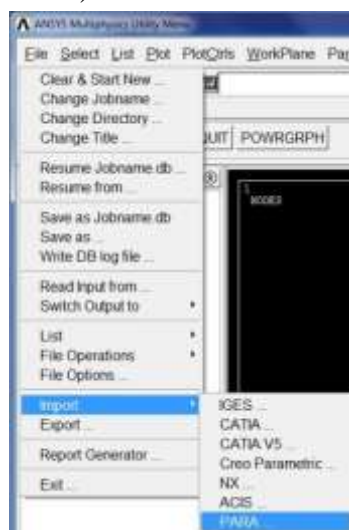 ANSYS Multiphysics Utility Menu
File Select List Plot PlotCtrls WorkPlane
Clear & Start New ...
Change Jobname ...
Change Directory ...
Change Title ...
QUIT POWRGRPH
Resume Jobname.db ...
Resume from ...
1
NODES
Save as Jobname.db
Save as ...
Write DB log file ...
Read Input from ...
Switch Output to
List
File Operations
File Options ...
Import
IGES ...
Export ...
CATIA ...
CATIA V5 ...
Report Generator ...
Creo Parametric ...
NX ...
Exit ...
ACIS ...
PARA ...